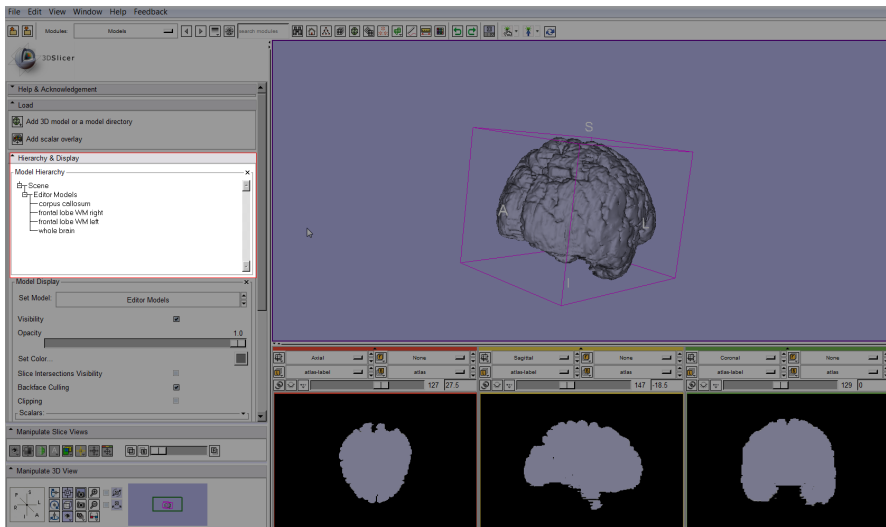 File Edit View Window Help Feedback
Modules Models search modules
3DSlicer
Help & Acknowledgement
Load
Add 3D model or a model directory
Add scalar overlay
Hierarchy & Display
Model Hierarchy
Scene
Editor Models
corpus callosum
frontal lobe WM right
frontal lobe WM left
whole brain
Model Display
Set Model: Editor Models
Visibility
Opacity 1.0
Set Color...
Slice Intersections Visibility
Backface Culling
Clipping
Scalars:
Manipulate Slice Views
Manipulate 3D View
S
A
L
I
Axial None
atlas-label atlas
127 27.5
Sagittal None
atlas-label atlas
147 -18.5
Coronal None
atlas-label atlas
129 0